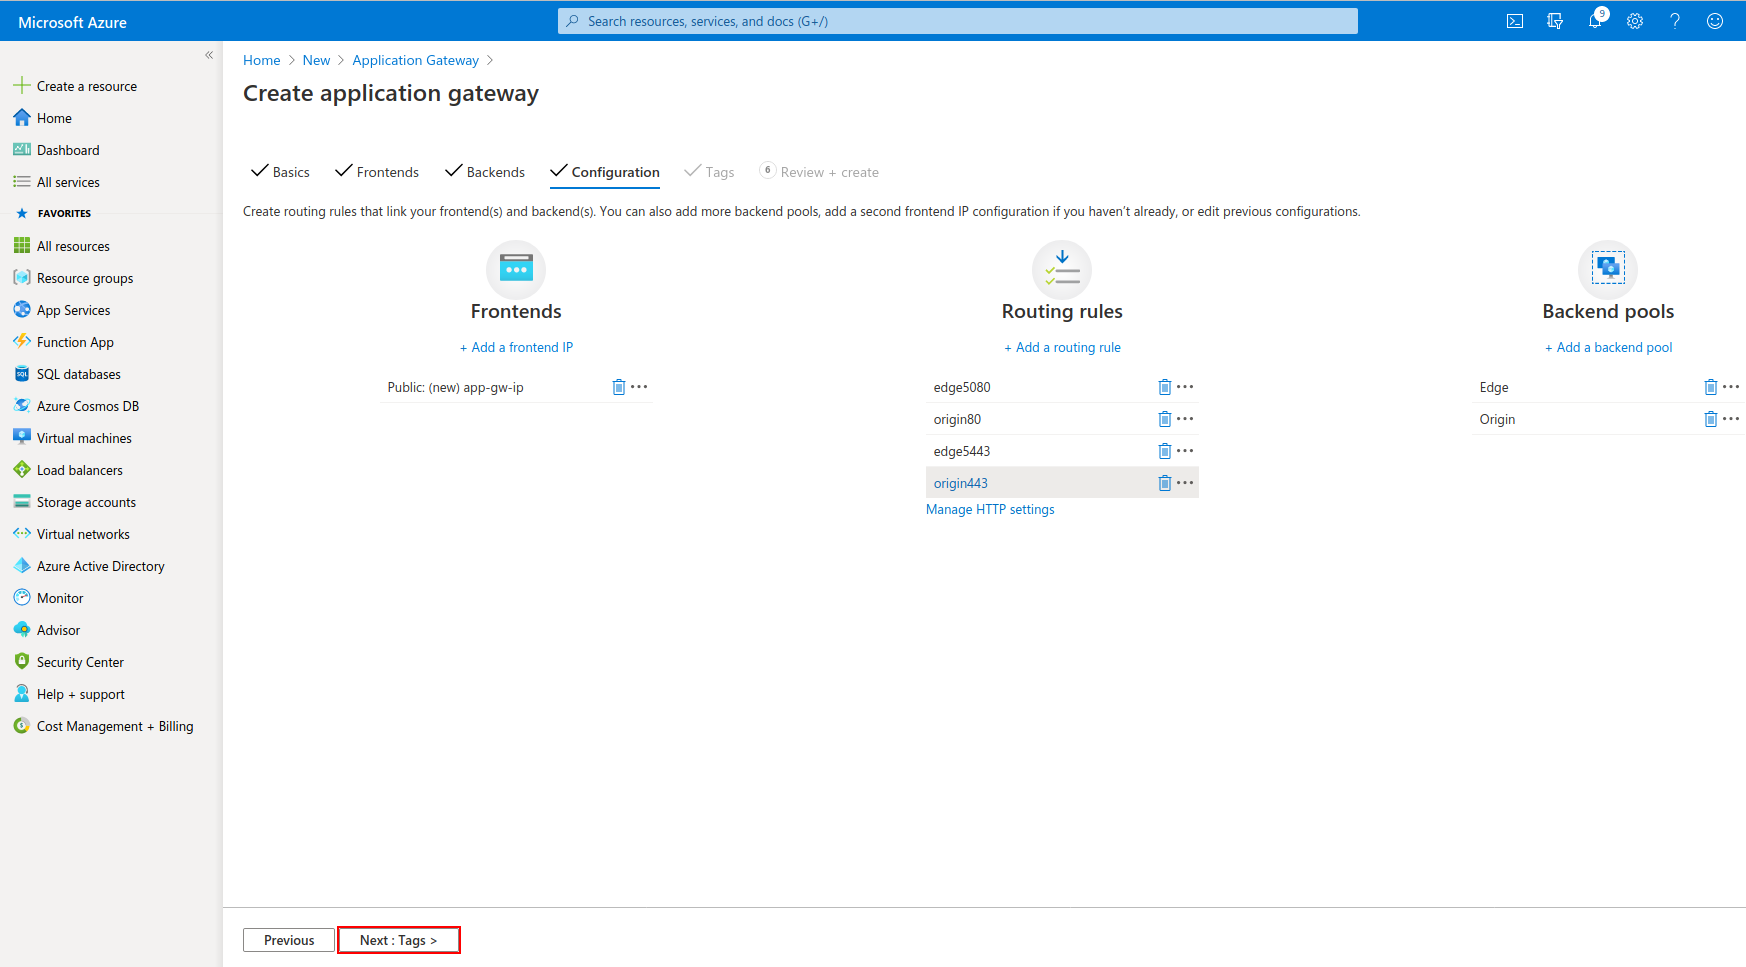 Microsoft Azure
Search resources, services, and docs (G+/)
9
Create a resource
Home
Dashboard
All services
FAVORITES
All resources
Resource groups
App Services
Function App
SQL databases
Azure Cosmos DB
Virtual machines
Load balancers
Storage accounts
Virtual networks
Azure Active Directory
Monitor
Advisor
Security Center
Help + support
Cost Management + Billing
Home > New > Application Gateway >
Create application gateway
Basics Frontends Backends Configuration Tags 6 Review + create
Create routing rules that link your frontend(s) and backend(s). You can also add more backend pools, add a second frontend IP configuration if you haven't already, or edit previous configurations.
Frontends
+ Add a frontend IP
Public: (new) app-gw-ip
Routing rules
+ Add a routing rule
edge5080
origin80
edge5443
origin443
Manage HTTP settings
Backend pools
+ Add a backend pool
Edge
Origin
Previous
Next : Tags >